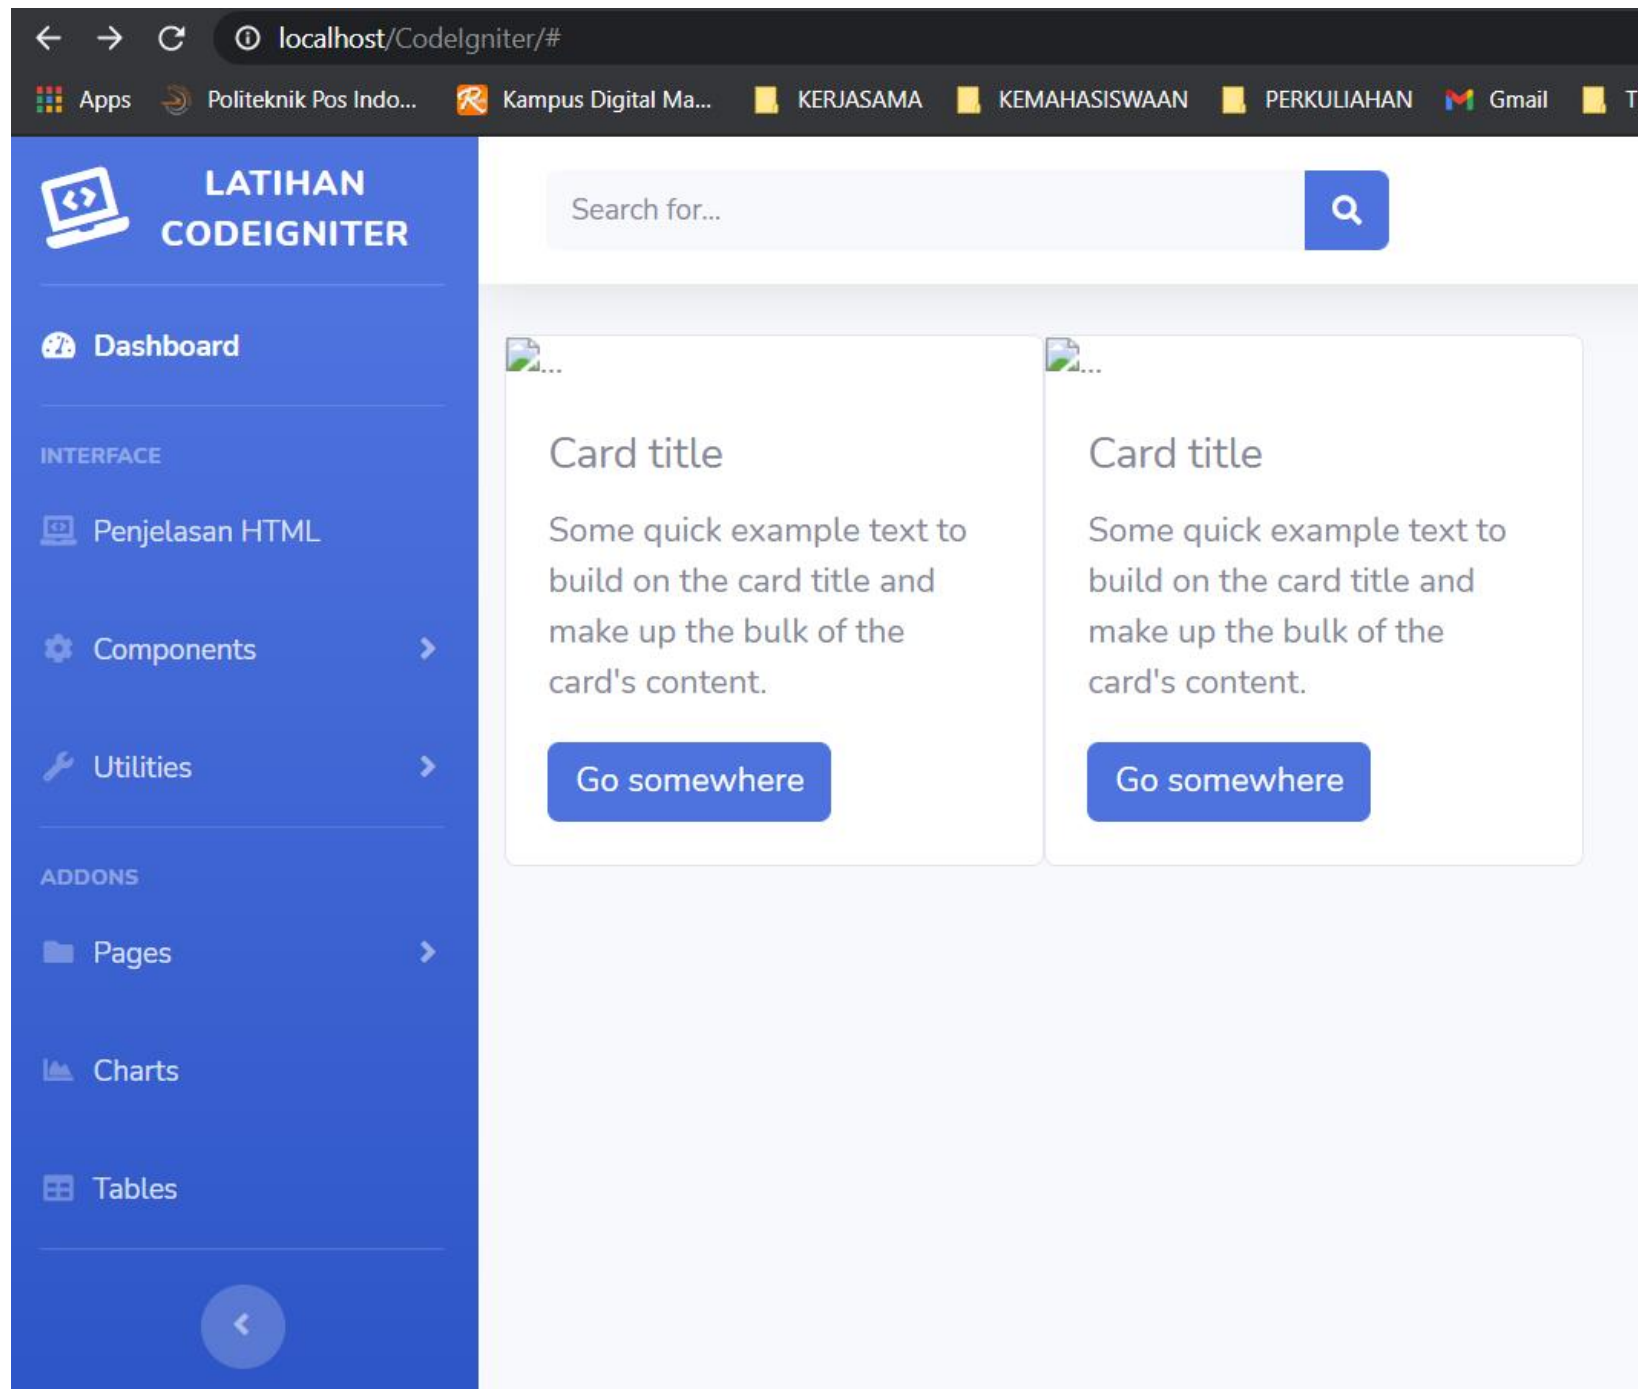 localhost/CodeIgniter/#
Apps Politeknik Pos Indo... Kampus Digital Ma... KERJASAMA KEMAHASISWAAN PERKULIAHAN Gmail T
LATIHAN
CODEIGNITER
Search for...
Dashboard
INTERFACE
Penjelasan HTML
Components
Utilities
ADDONS
Pages
Charts
Tables
...
Card title
Some quick example text to
build on the card title and
make up the bulk of the
card's content.
Go somewhere
...
Card title
Some quick example text to
build on the card title and
make up the bulk of the
card's content.
Go somewhere